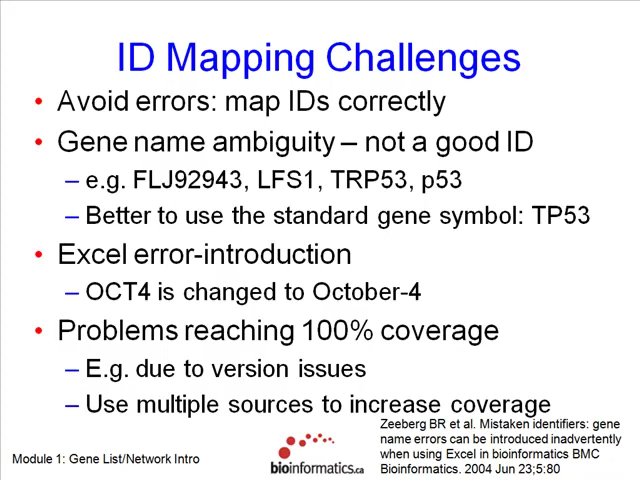 ID Mapping Challenges
• Avoid errors: map IDs correctly
• Gene name ambiguity – not a good ID
– e.g. FLJ92943, LFS1, TRP53, p53
– Better to use the standard gene symbol: TP53
• Excel error-introduction
– OCT4 is changed to October-4
• Problems reaching 100% coverage
– E.g. due to version issues
– Use multiple sources to increase coverage
Zeeberg BR et al. Mistaken identifiers: gene
name errors can be introduced inadvertently
when using Excel in bioinformatics BMC
Bioinformatics. 2004 Jun 23;5:80
Module 1: Gene List/Network Intro
bioinformatics.ca